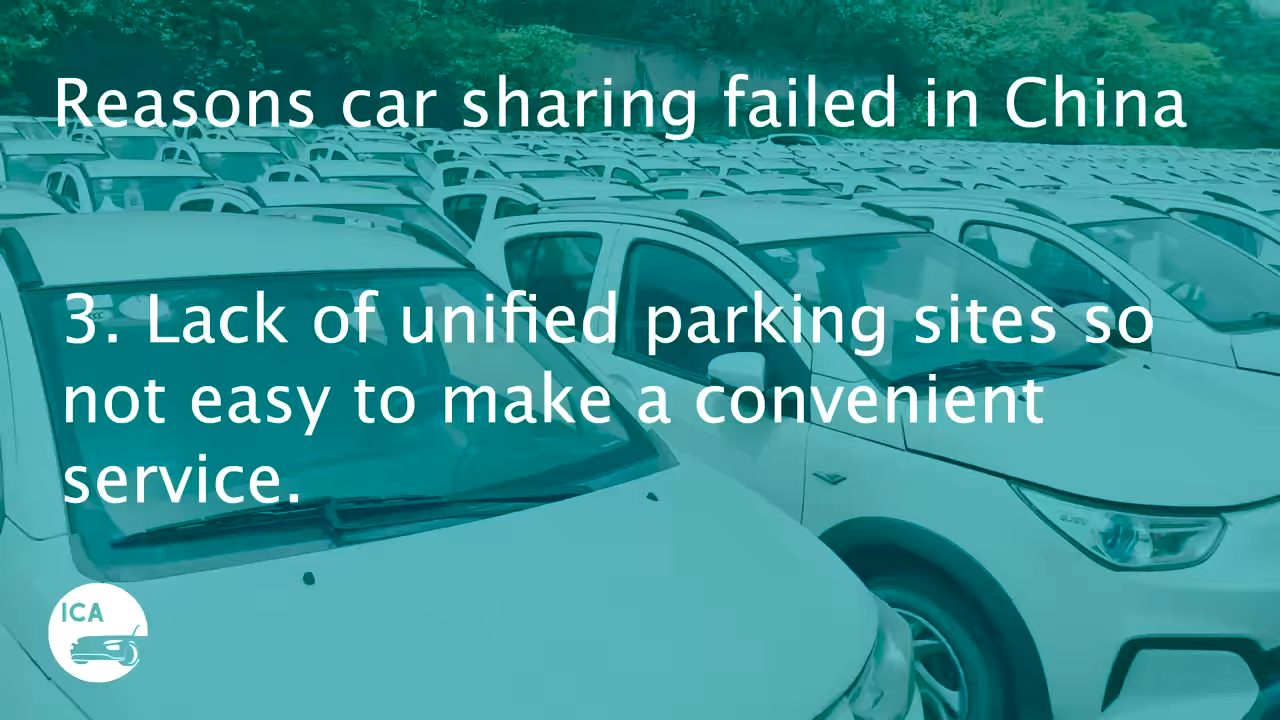 Reasons car sharing failed in China
3. Lack of unified parking sites so
not easy to make a convenient
service.
ICA